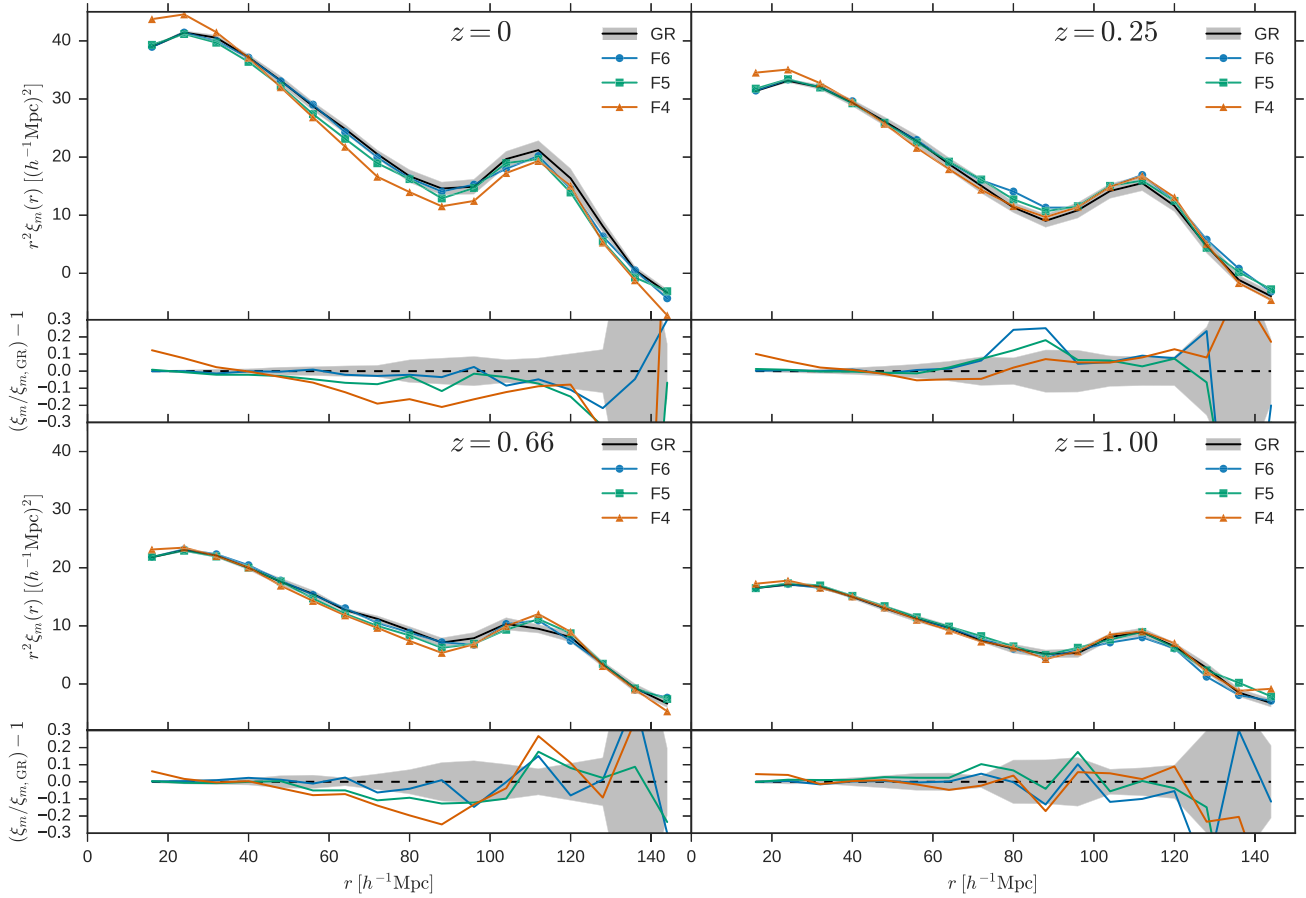 z = 0
GR
F6
F5
F4
40
30
20
10
0
r²ξₘ(r) [(h⁻¹Mpc)²]
z = 0.25
GR
F6
F5
F4
0.3
0.2
0.1
0.0
−0.1
−0.2
−0.3
(ξₘ/ξₘ,GR) − 1
z = 0.66
GR
F6
F5
F4
40
30
20
10
0
r²ξₘ(r) [(h⁻¹Mpc)²]
z = 1.00
GR
F6
F5
F4
0.3
0.2
0.1
0.0
−0.1
−0.2
−0.3
(ξₘ/ξₘ,GR) − 1
0 20 40 60 80 100 120 140 0 20 40 60 80 100 120 140
r [h⁻¹Mpc] r [h⁻¹Mpc]